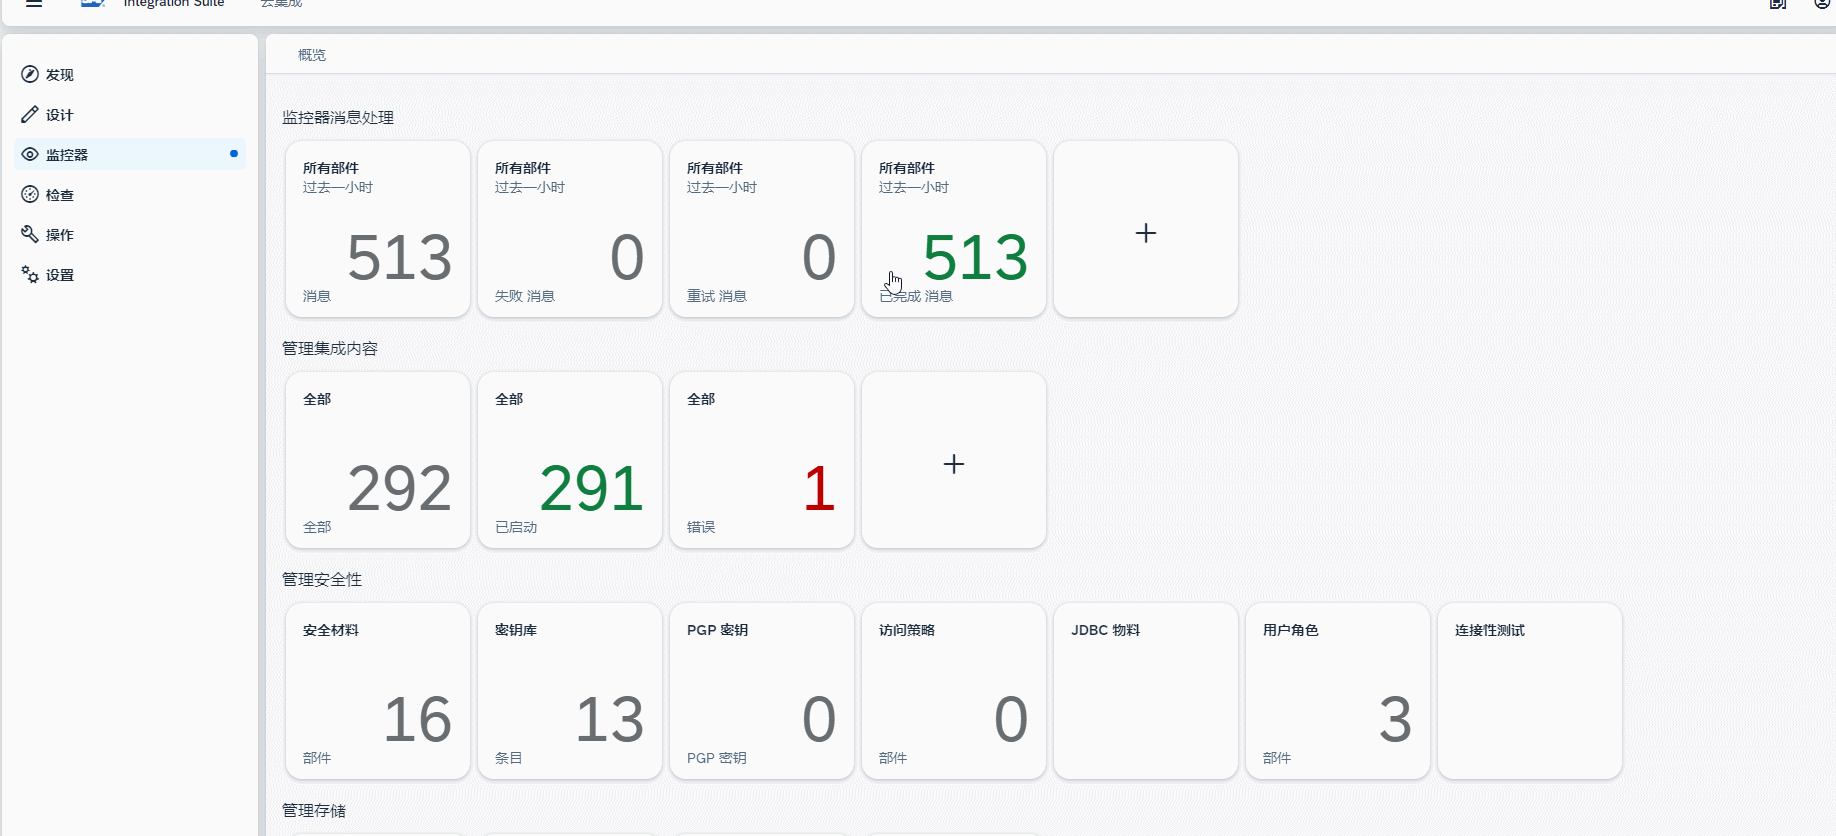 Integration Suite 云集成
发现
设计
监控器
检查
操作
设置
概览
监控器消息处理
所有部件
过去一小时
513
消息
所有部件
过去一小时
0
失败 消息
所有部件
过去一小时
0
重试 消息
所有部件
过去一小时
513
已完成 消息
管理集成内容
全部
292
全部
全部
291
已启动
全部
1
错误
管理安全性
安全材料
16
部件
密钥库
13
条目
PGP 密钥
0
PGP 密钥
访问策略
0
部件
JDBC 物料
用户角色
3
部件
连接性测试
管理存储